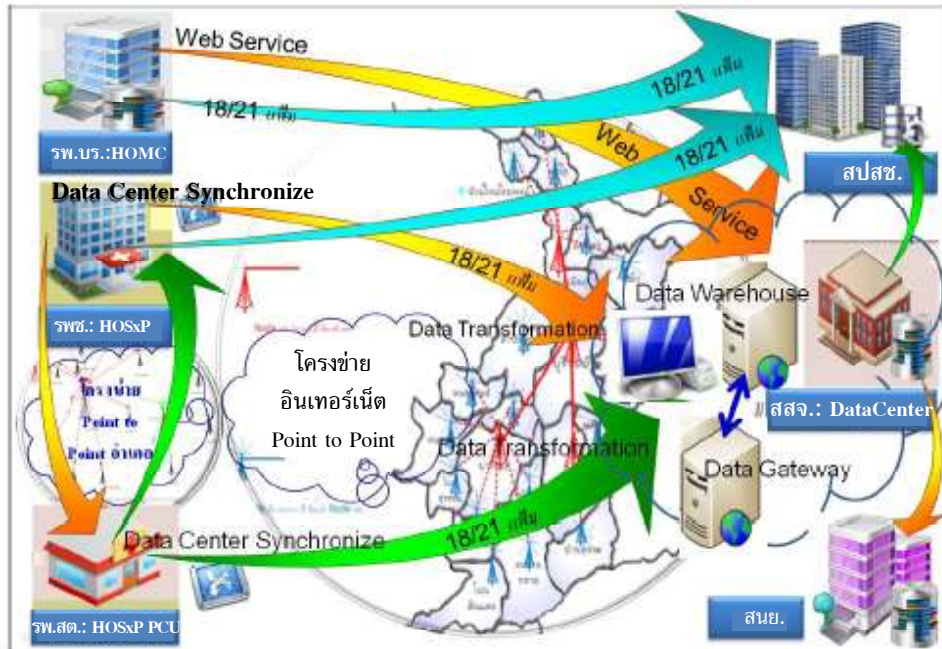 Web Service
18/21 แฟ้ม
18/21 แฟ้ม
รพ.บร.:HOMC
Web
18/21 แฟ้ม
สปสช.
Data Center Synchronize
Service
18/21 แฟ้ม
Data Warehouse
รพช.: HOSxP
Data Transformation
โครงข่าย
อินเทอร์เน็ต
Point to Point
โครงข่าย
Point to
Point อำเภอ
สสจ.: DataCenter
Data Transformation
Data Gateway
Data Center Synchronize
18/21 แฟ้ม
รพ.สต.: HOSxP PCU
สนย.